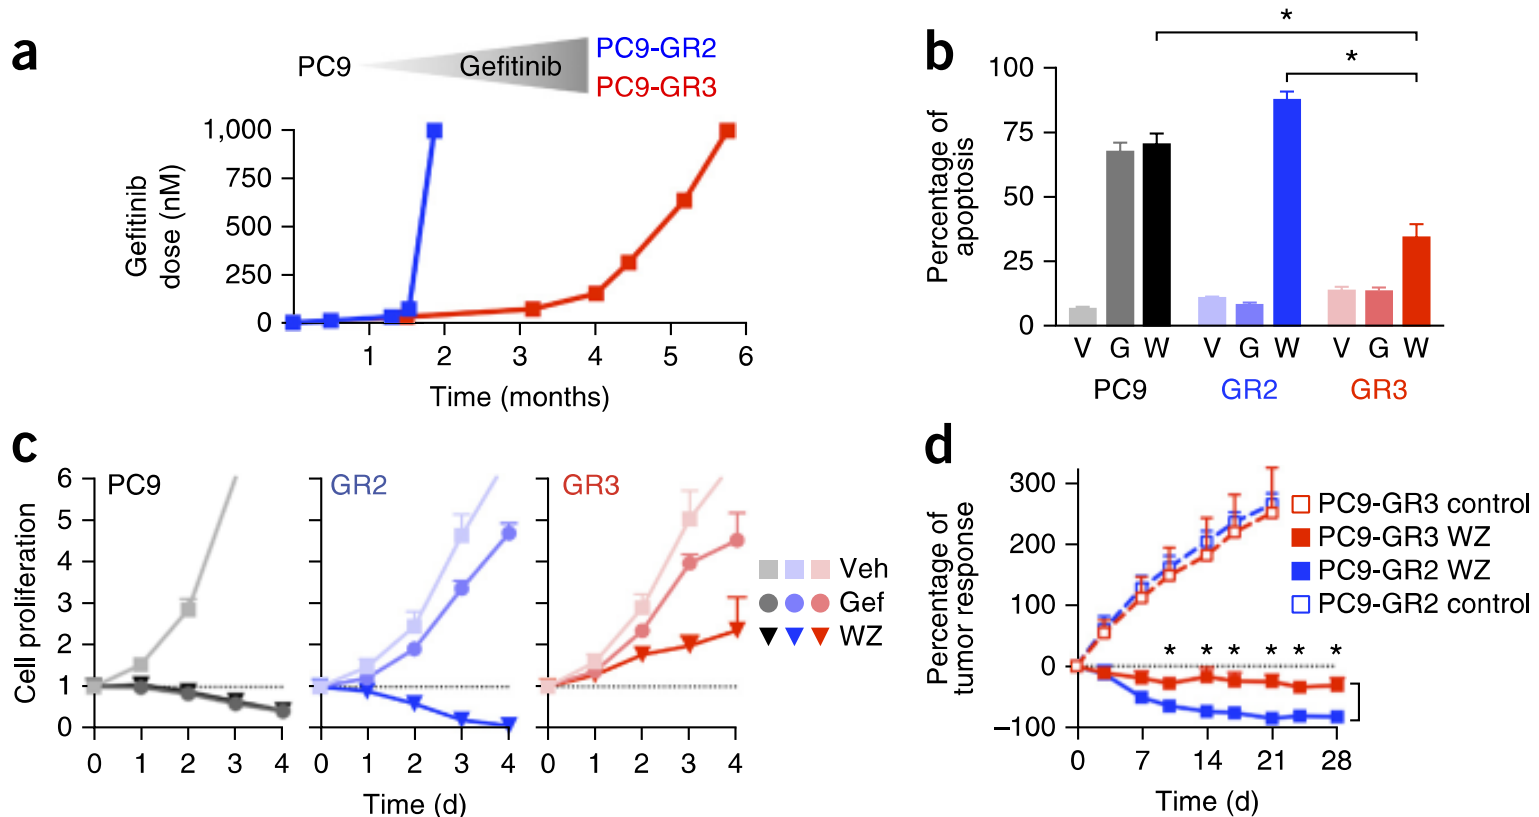 a
PC9
Gefitinib
PC9-GR2
PC9-GR3
Gefitinib
dose (nM)
1,000
750
500
250
0
1 2 3 4 5 6
Time (months)
b
*
*
Percentage of
apoptosis
100
75
50
25
0
V G W V G W V G W
PC9 GR2 GR3
c
Cell proliferation
6
5
4
3
2
1
0
PC9 GR2 GR3
0 1 2 3 4 0 1 2 3 4 0 1 2 3 4
Time (d)
Veh
Gef
WZ
d
Percentage of
tumor response
300
200
100
0
–100
* * * * * *
0 7 14 21 28
Time (d)
PC9-GR3 control
PC9-GR3 WZ
PC9-GR2 WZ
PC9-GR2 control